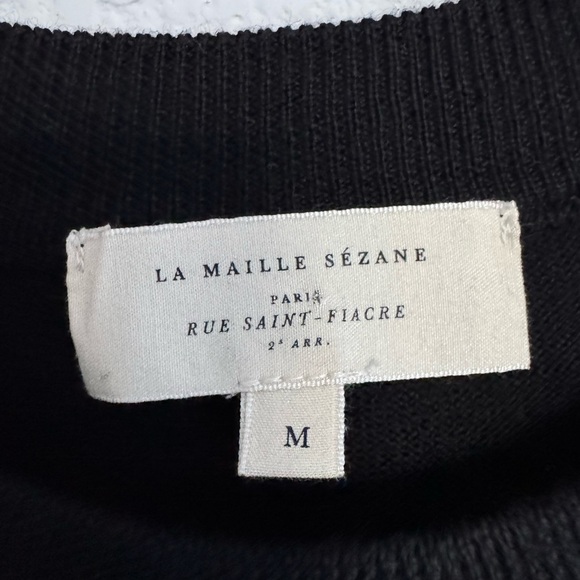 LA MAILLE SÉZANE
PARIS
RUE SAINT-FIACRE
2ᵉ ARR.
M